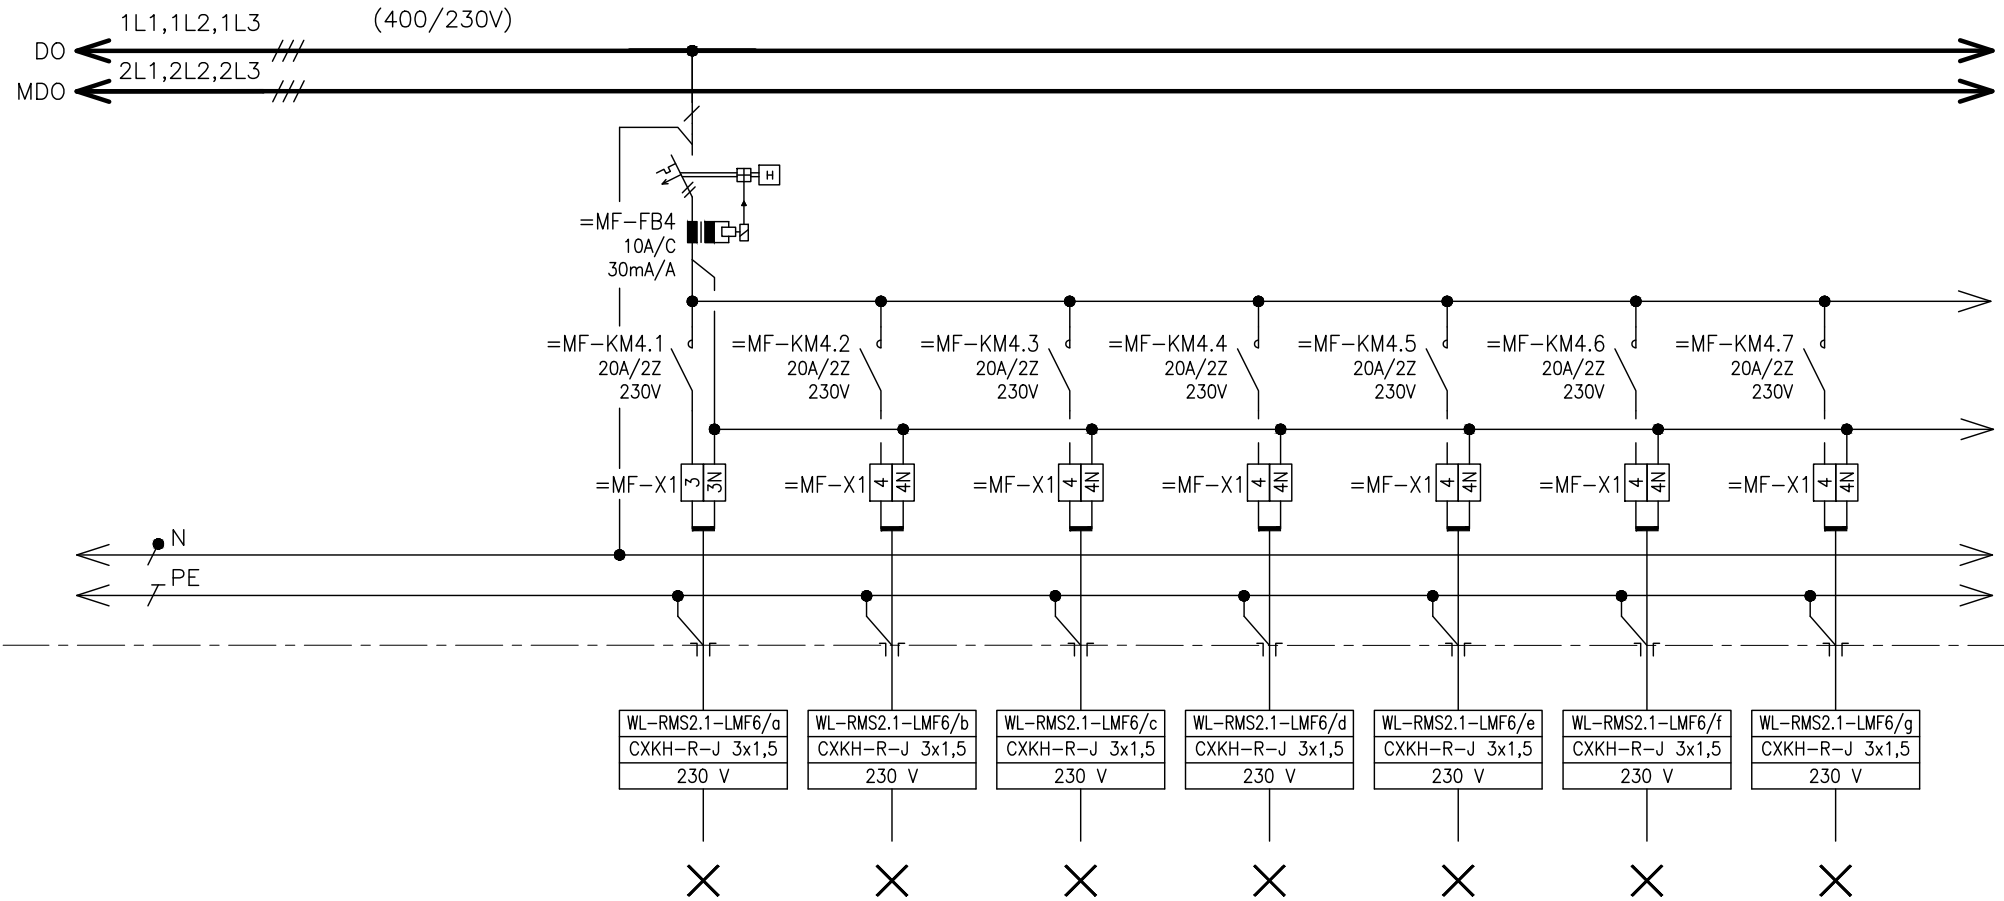 1L1,1L2,1L3 (400/230V)
DO
2L1,2L2,2L3
MDO
H
=MF-FB4
10A/C
30mA/A
=MF-KM4.1 =MF-KM4.2 =MF-KM4.3 =MF-KM4.4 =MF-KM4.5 =MF-KM4.6 =MF-KM4.7
20A/2Z 20A/2Z 20A/2Z 20A/2Z 20A/2Z 20A/2Z 20A/2Z
230V 230V 230V 230V 230V 230V 230V
=MF-X1 3 3N =MF-X1 4 4N =MF-X1 4 4N =MF-X1 4 4N =MF-X1 4 4N =MF-X1 4 4N =MF-X1 4 4N
N
PE
WL-RMS2.1-LMF6/a WL-RMS2.1-LMF6/b WL-RMS2.1-LMF6/c WL-RMS2.1-LMF6/d WL-RMS2.1-LMF6/e WL-RMS2.1-LMF6/f WL-RMS2.1-LMF6/g
CXKH-R-J 3x1,5 CXKH-R-J 3x1,5 CXKH-R-J 3x1,5 CXKH-R-J 3x1,5 CXKH-R-J 3x1,5 CXKH-R-J 3x1,5 CXKH-R-J 3x1,5
230 V 230 V 230 V 230 V 230 V 230 V 230 V